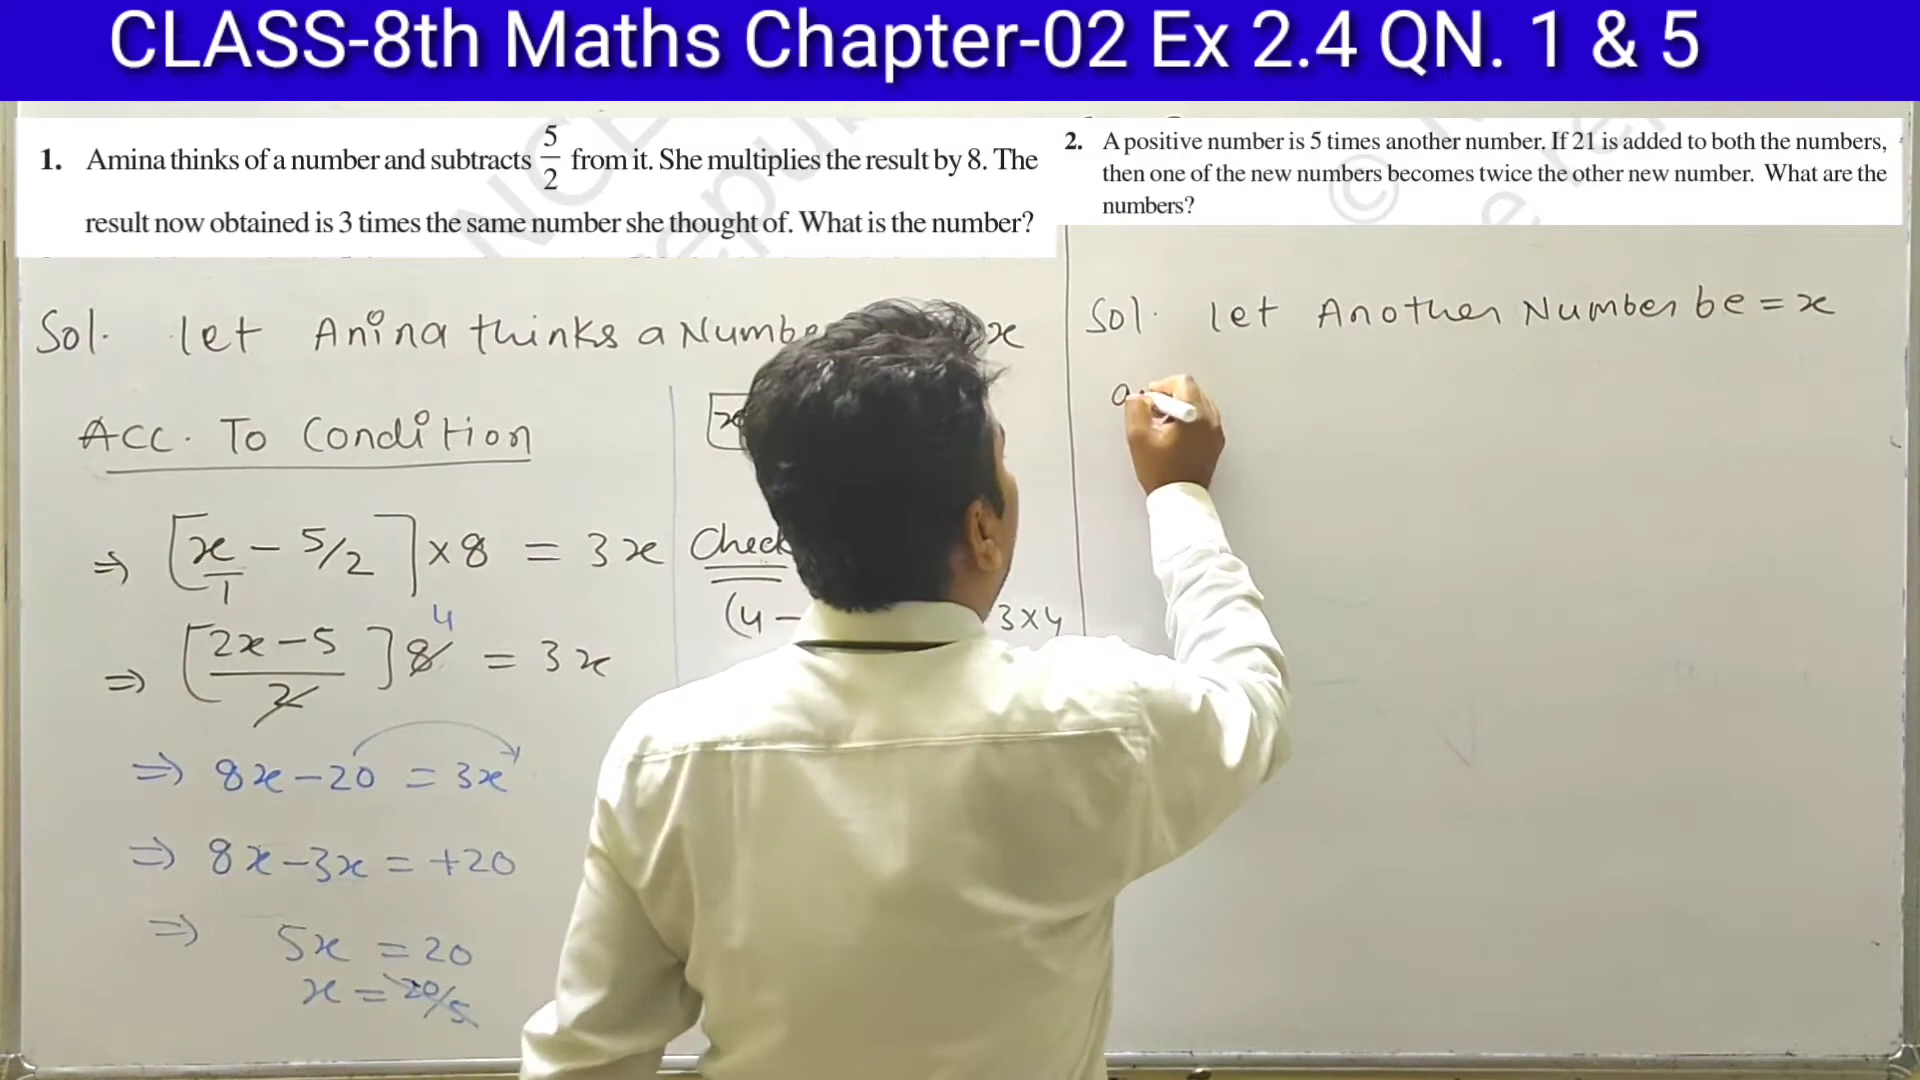 CLASS-8th Maths Chapter-02 Ex 2.4 QN. 1 & 5
1. Amina thinks of a number and subtracts 5/2 from it. She multiplies the result by 8. The
result now obtained is 3 times the same number she thought of. What is the number?
2. A positive number is 5 times another number. If 21 is added to both the numbers,
then one of the new numbers becomes twice the other new number. What are the
numbers?
Sol. let Anina thinks a Numbe x
Acc. To Condition
⇒ [x/1 - 5/2] × 8 = 3x
⇒ [2x-5/2] 8 4 = 3x
⇒ 8x-20 = 3x
⇒ 8x-3x = +20
⇒ 5x = 20
x = 20/5
Check
(4 - 3×4
Sol. let Another Number be = x